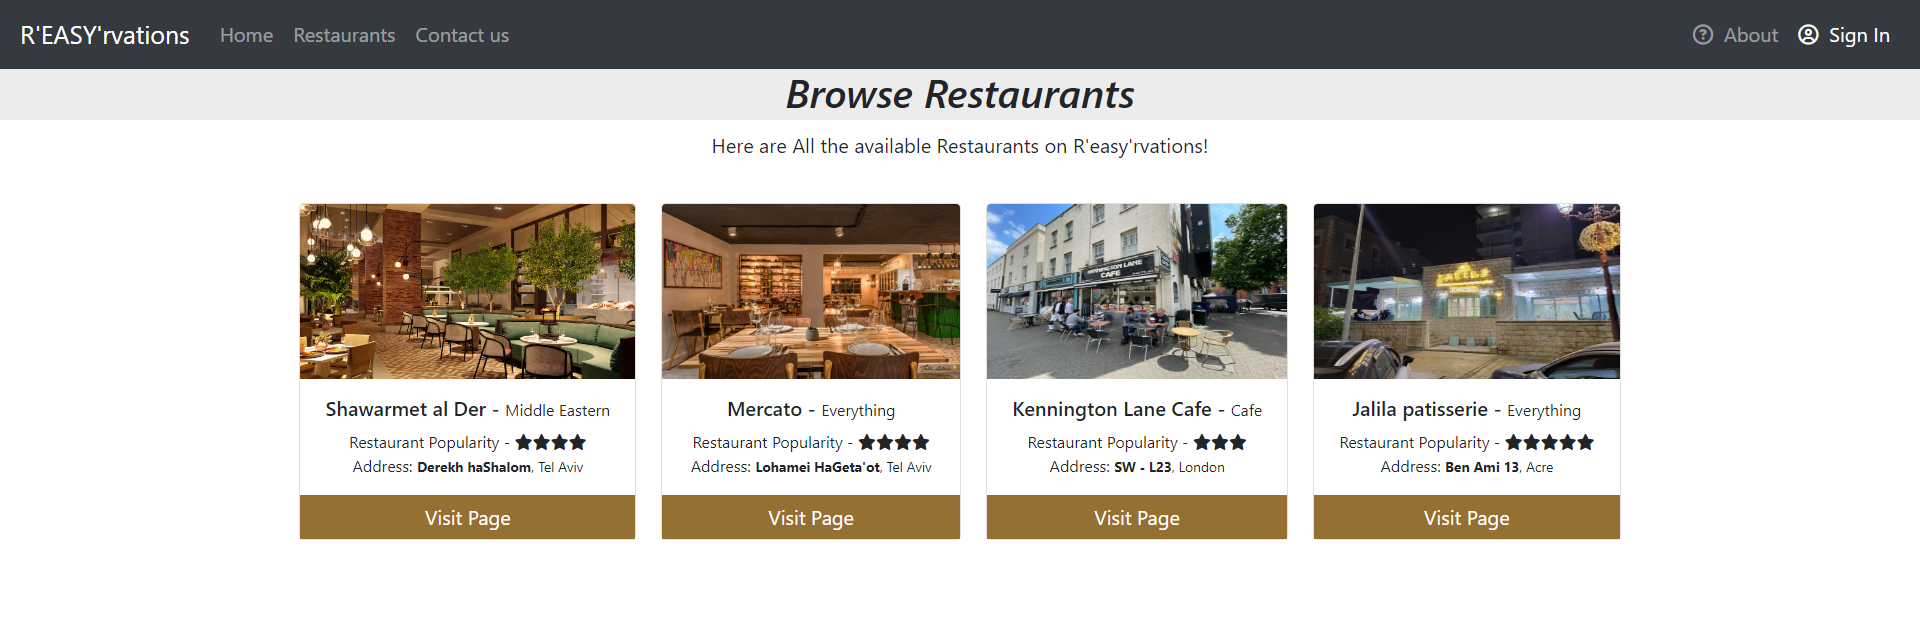 R'EASY'rvations Home Restaurants Contact us About Sign In
Browse Restaurants
Here are All the available Restaurants on R'easy'rvations!
KENNINGTON LANE
CAFE
Shawarmet al Der - Middle Eastern
Restaurant Popularity -
Address: Derekh haShalom, Tel Aviv
Visit Page
Mercato - Everything
Restaurant Popularity -
Address: Lohamei HaGeta'ot, Tel Aviv
Visit Page
Kennington Lane Cafe - Cafe
Restaurant Popularity -
Address: SW - L23, London
Visit Page
Jalila patisserie - Everything
Restaurant Popularity -
Address: Ben Ami 13, Acre
Visit Page